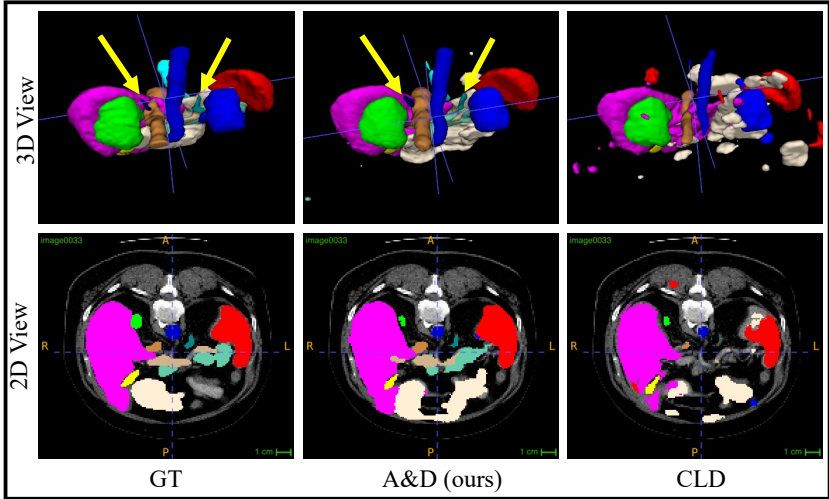 3D View
2D View
image0033
A
R
L
P
1 cm
image0033
A
R
L
P
1 cm
image0033
A
R
L
P
1 cm
GT
A&D (ours)
CLD